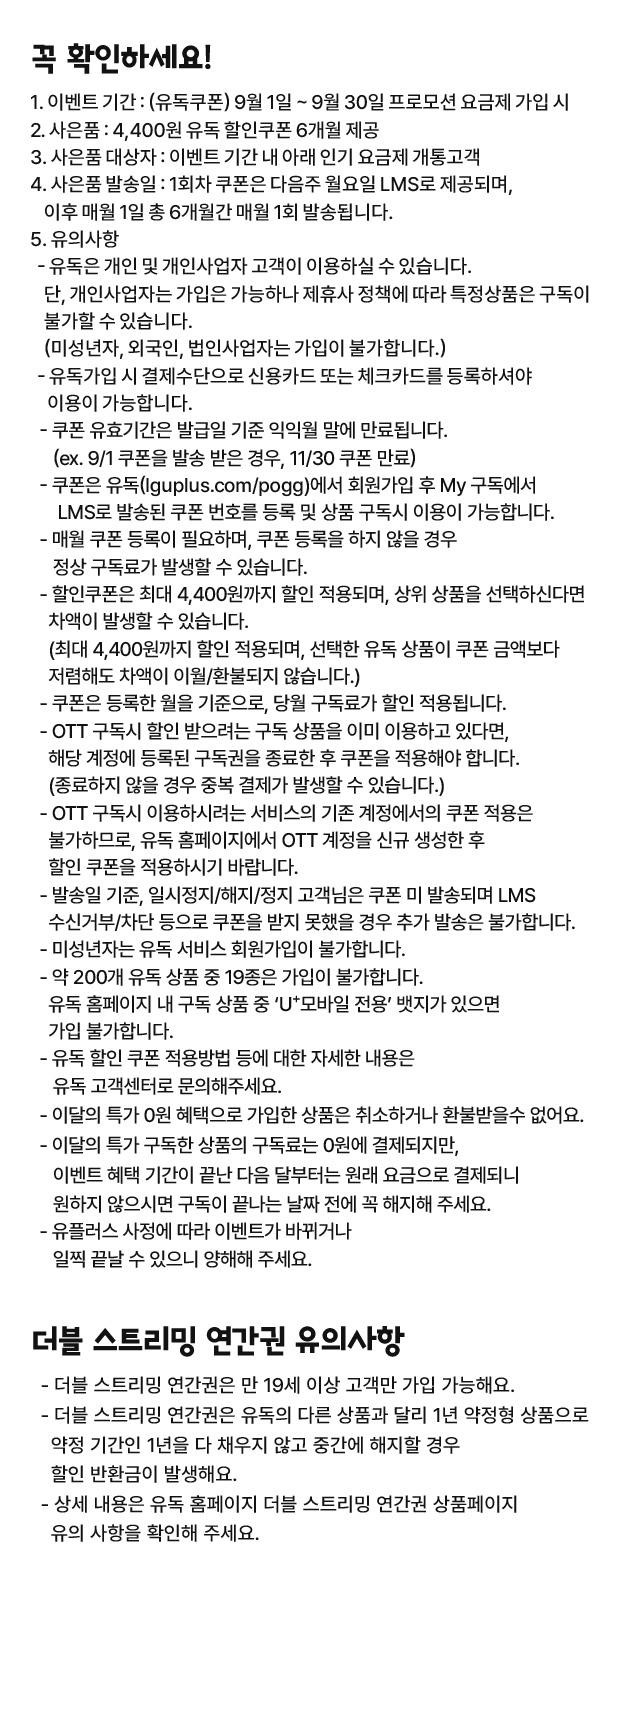 꼭 확인하세요!
1. 이벤트 기간 : (유독쿠폰) 9월 1일 ~ 9월 30일 프로모션 요금제 가입 시
2. 사은품 : 4,400원 유독 할인쿠폰 6개월 제공
3. 사은품 대상자 : 이벤트 기간 내 아래 인기 요금제 개통고객
4. 사은품 발송일 : 1회차 쿠폰은 다음주 월요일 LMS로 제공되며,
이후 매월 1일 총 6개월간 매월 1회 발송됩니다.
5. 유의사항
- 유독은 개인 및 개인사업자 고객이 이용하실 수 있습니다.
단, 개인사업자는 가입은 가능하나 제휴사 정책에 따라 특정상품은 구독이
불가할 수 있습니다.
(미성년자, 외국인, 법인사업자는 가입이 불가합니다.)
- 유독가입 시 결제수단으로 신용카드 또는 체크카드를 등록하셔야
이용이 가능합니다.
- 쿠폰 유효기간은 발급일 기준 익익월 말에 만료됩니다.
(ex. 9/1 쿠폰을 발송 받은 경우, 11/30 쿠폰 만료)
- 쿠폰은 유독(lguplus.com/pogg)에서 회원가입 후 My 구독에서
LMS로 발송된 쿠폰 번호를 등록 및 상품 구독시 이용이 가능합니다.
- 매월 쿠폰 등록이 필요하며, 쿠폰 등록을 하지 않을 경우
정상 구독료가 발생할 수 있습니다.
- 할인쿠폰은 최대 4,400원까지 할인 적용되며, 상위 상품을 선택하신다면
차액이 발생할 수 있습니다.
(최대 4,400원까지 할인 적용되며, 선택한 유독 상품이 쿠폰 금액보다
저렴해도 차액이 이월/환불되지 않습니다.)
- 쿠폰은 등록한 월을 기준으로, 당월 구독료가 할인 적용됩니다.
- OTT 구독시 할인 받으려는 구독 상품을 이미 이용하고 있다면,
해당 계정에 등록된 구독권을 종료한 후 쿠폰을 적용해야 합니다.
(종료하지 않을 경우 중복 결제가 발생할 수 있습니다.)
- OTT 구독시 이용하시려는 서비스의 기존 계정에서의 쿠폰 적용은
불가하므로, 유독 홈페이지에서 OTT 계정을 신규 생성한 후
할인 쿠폰을 적용하시기 바랍니다.
- 발송일 기준, 일시정지/해지/정지 고객님은 쿠폰 미 발송되며 LMS
수신거부/차단 등으로 쿠폰을 받지 못했을 경우 추가 발송은 불가합니다.
- 미성년자는 유독 서비스 회원가입이 불가합니다.
- 약 200개 유독 상품 중 19종은 가입이 불가합니다.
유독 홈페이지 내 구독 상품 중 ‘U⁺모바일 전용’ 뱃지가 있으면
가입 불가합니다.
- 유독 할인 쿠폰 적용방법 등에 대한 자세한 내용은
유독 고객센터로 문의해주세요.
- 이달의 특가 0원 혜택으로 가입한 상품은 취소하거나 환불받을수 없어요.
- 이달의 특가 구독한 상품의 구독료는 0원에 결제되지만,
이벤트 혜택 기간이 끝난 다음 달부터는 원래 요금으로 결제되니
원하지 않으시면 구독이 끝나는 날짜 전에 꼭 해지해 주세요.
- 유플러스 사정에 따라 이벤트가 바뀌거나
일찍 끝날 수 있으니 양해해 주세요.
더블 스트리밍 연간권 유의사항
- 더블 스트리밍 연간권은 만 19세 이상 고객만 가입 가능해요.
- 더블 스트리밍 연간권은 유독의 다른 상품과 달리 1년 약정형 상품으로
약정 기간인 1년을 다 채우지 않고 중간에 해지할 경우
할인 반환금이 발생해요.
- 상세 내용은 유독 홈페이지 더블 스트리밍 연간권 상품페이지
유의 사항을 확인해 주세요.